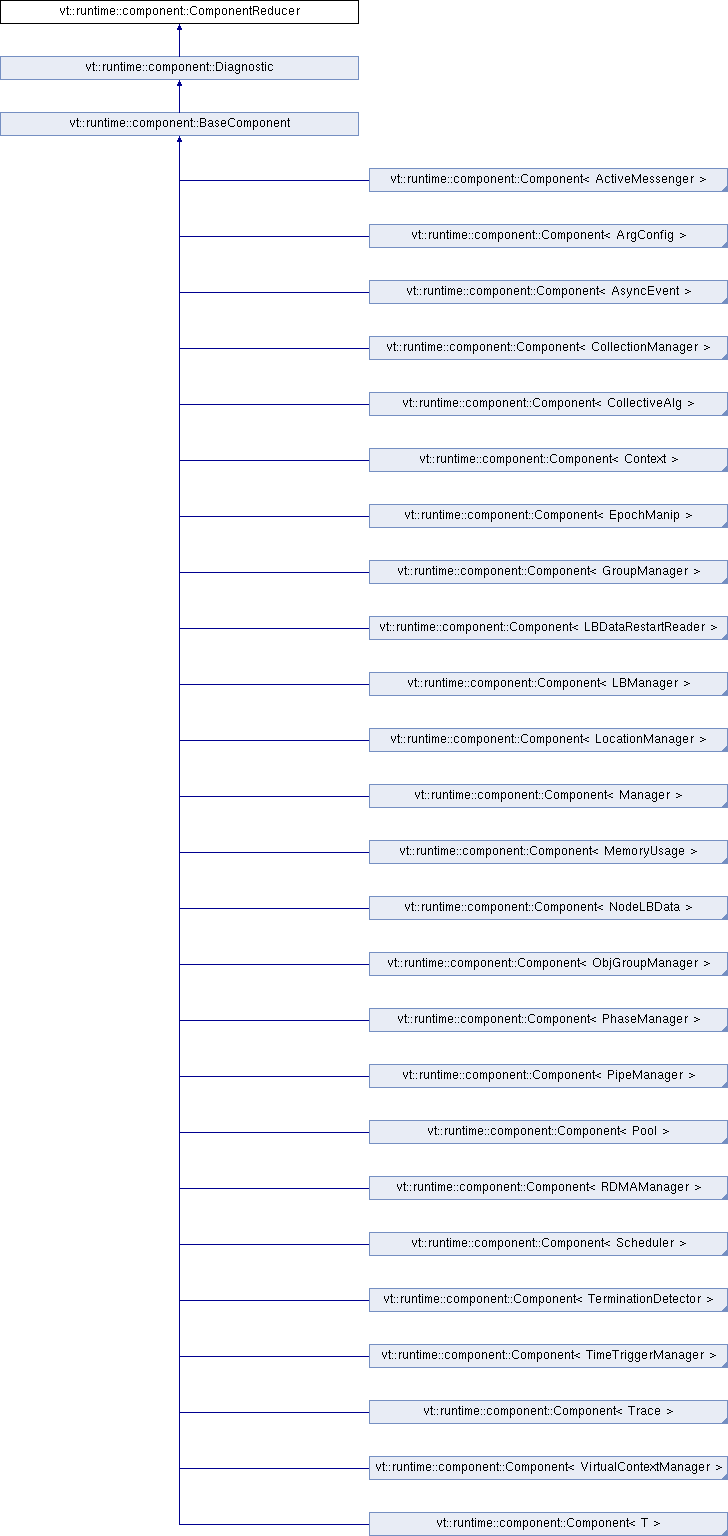 vt::runtime::component::ComponentReducer
vt::runtime::component::Diagnostic
vt::runtime::component::BaseComponent
vt::runtime::component::Component< ActiveMessenger >
vt::runtime::component::Component< ArgConfig >
vt::runtime::component::Component< AsyncEvent >
vt::runtime::component::Component< CollectionManager >
vt::runtime::component::Component< CollectiveAlg >
vt::runtime::component::Component< Context >
vt::runtime::component::Component< EpochManip >
vt::runtime::component::Component< GroupManager >
vt::runtime::component::Component< LBDataRestartReader >
vt::runtime::component::Component< LBManager >
vt::runtime::component::Component< LocationManager >
vt::runtime::component::Component< Manager >
vt::runtime::component::Component< MemoryUsage >
vt::runtime::component::Component< NodeLBData >
vt::runtime::component::Component< ObjGroupManager >
vt::runtime::component::Component< PhaseManager >
vt::runtime::component::Component< PipeManager >
vt::runtime::component::Component< Pool >
vt::runtime::component::Component< RDMAManager >
vt::runtime::component::Component< Scheduler >
vt::runtime::component::Component< TerminationDetector >
vt::runtime::component::Component< TimeTriggerManager >
vt::runtime::component::Component< Trace >
vt::runtime::component::Component< VirtualContextManager >
vt::runtime::component::Component< T >